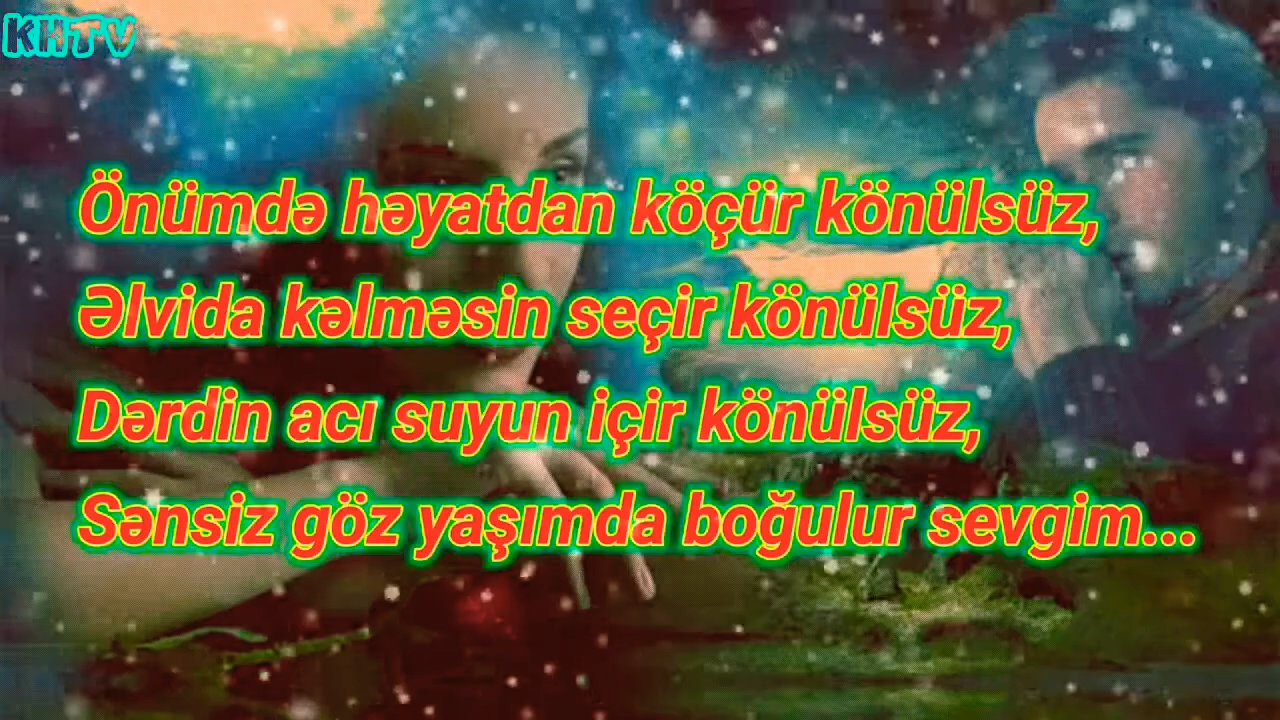 KHTV
Önümdə həyatdan köçür könülsüz,
Əlvida kəlməsin seçir könülsüz,
Dərdin acı suyun içir könülsüz,
Sənsiz göz yaşımda boğulur sevgim...